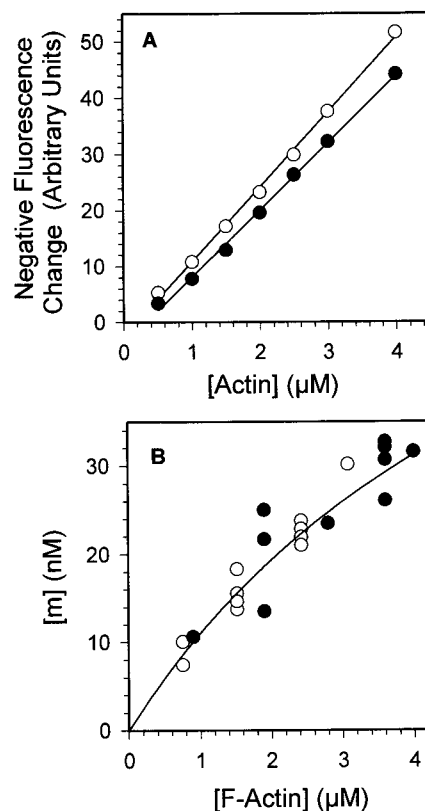 A
Negative Fluorescence
Change (Arbitrary Units)
50
40
30
20
10
0
0 1 2 3 4
[Actin] (µM)
B
[m] (nM)
30
20
10
0
0 1 2 3 4
[F-Actin] (µM)